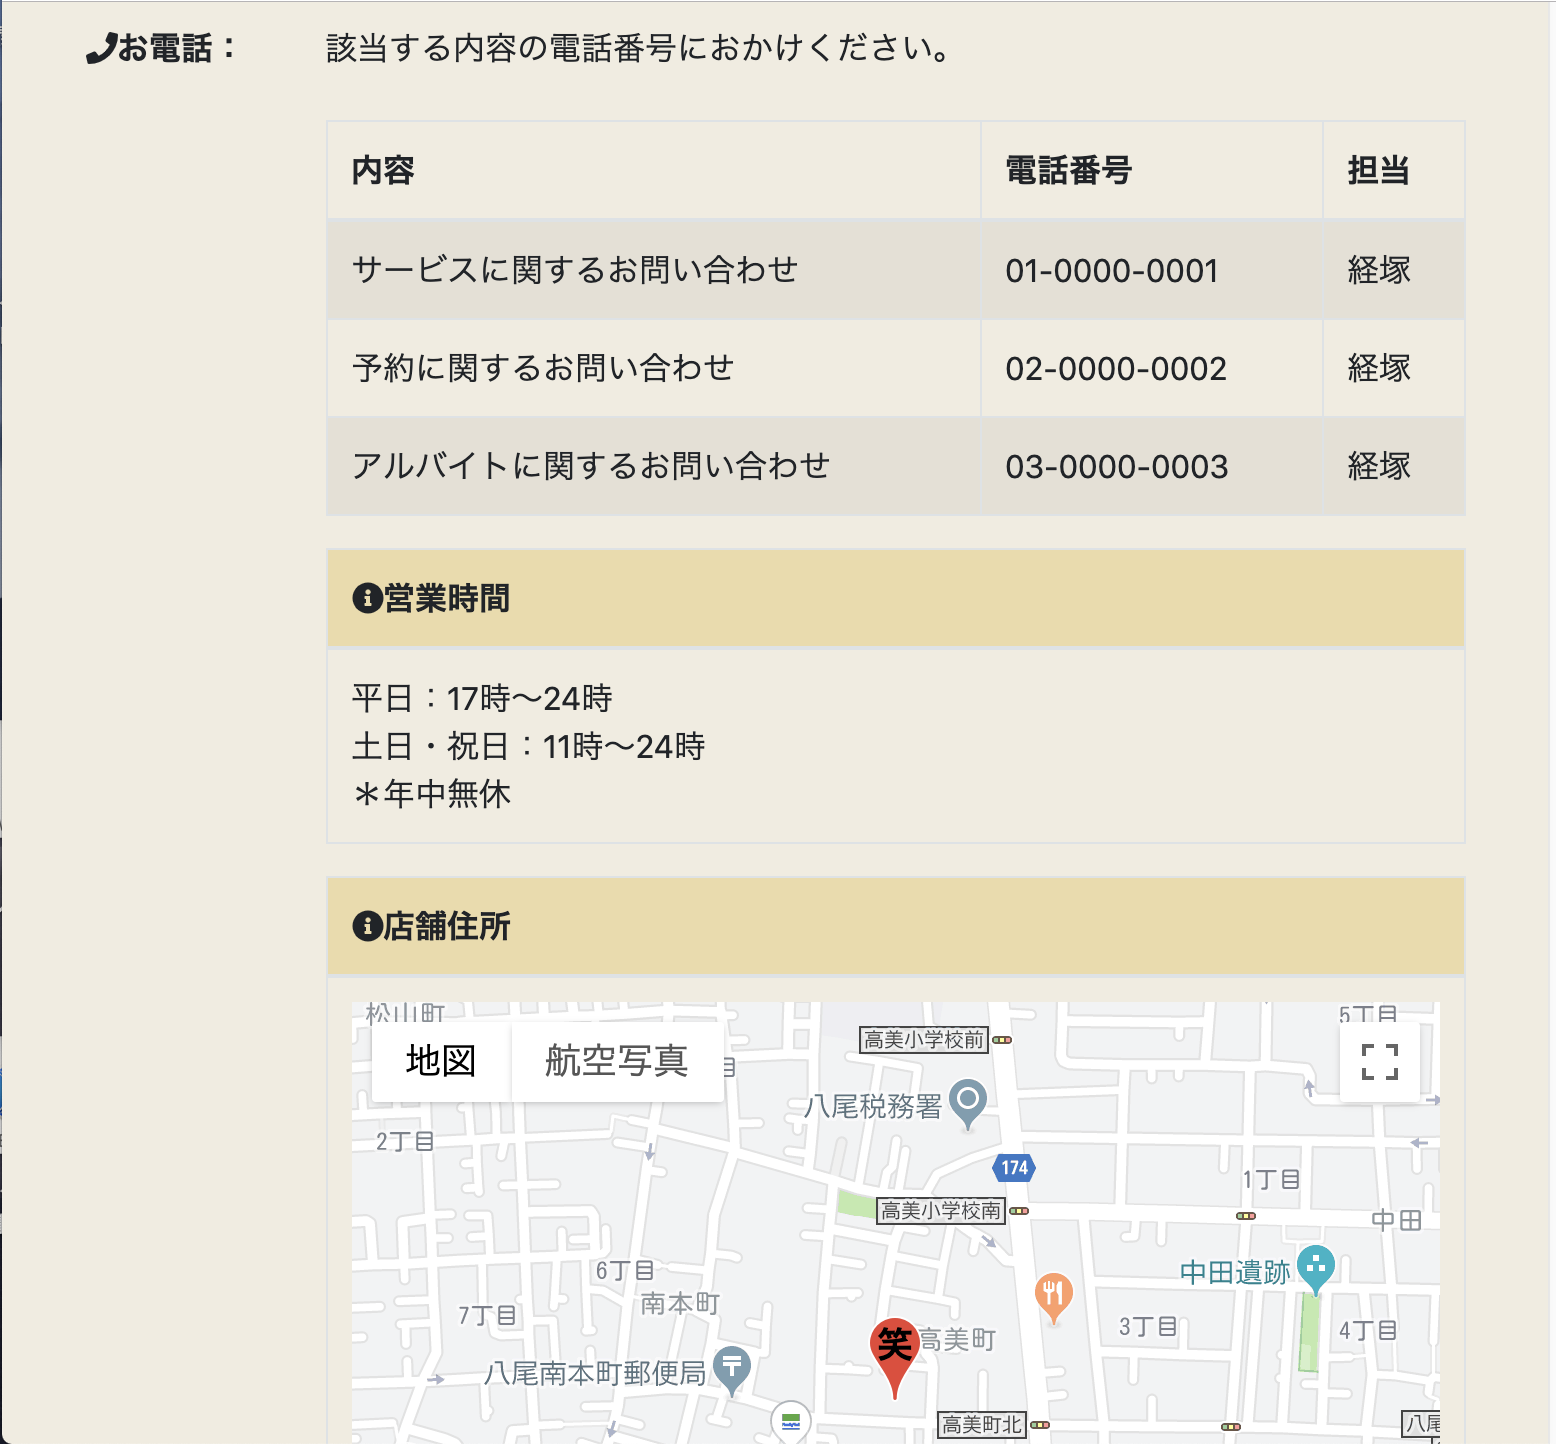 お電話：
該当する内容の電話番号におかけください。
内容 電話番号 担当
サービスに関するお問い合わせ 01-0000-0001 経塚
予約に関するお問い合わせ 02-0000-0002 経塚
アルバイトに関するお問い合わせ 03-0000-0003 経塚
営業時間
平日：17時〜24時
土日・祝日：11時〜24時
＊年中無休
店舗住所
松山町
5丁目
地図 航空写真
高美小学校前
八尾税務署
2丁目
174
1丁目
高美小学校南
中田
中田遺跡
6丁目
南本町
7丁目
3丁目
4丁目
笑
高美町
八尾南本町郵便局
高美町北
八尾